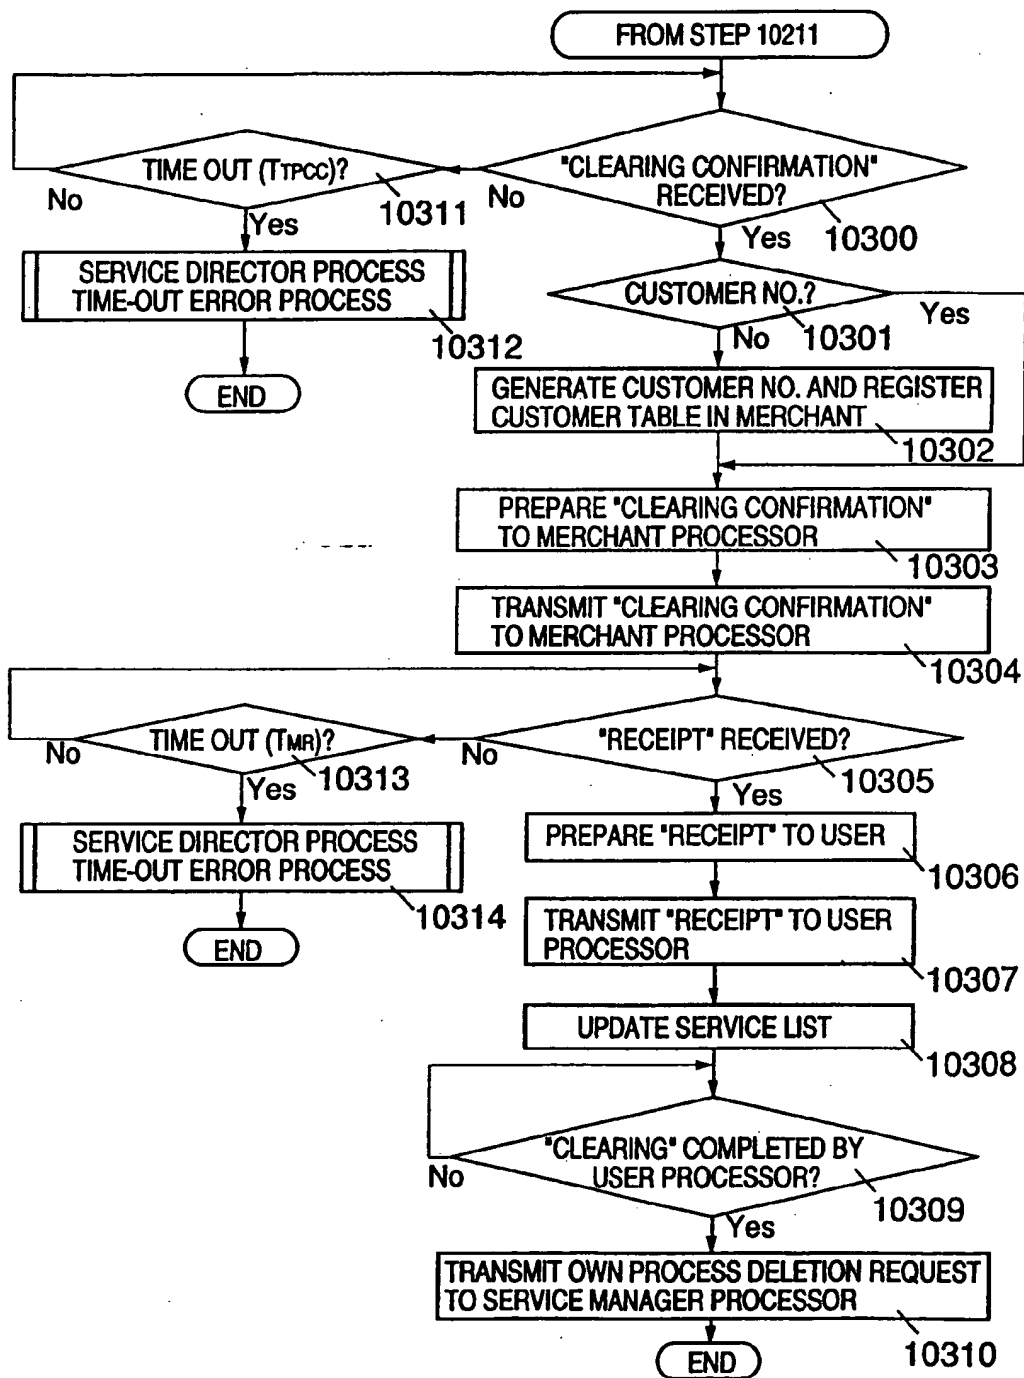 FROM STEP 10211
TIME OUT (TTPCC)?
No
10311
Yes
"CLEARING CONFIRMATION"
RECEIVED?
No
10300
Yes
SERVICE DIRECTOR PROCESS
TIME-OUT ERROR PROCESS
10312
END
CUSTOMER NO.?
Yes
10301
No
GENERATE CUSTOMER NO. AND REGISTER
CUSTOMER TABLE IN MERCHANT
10302
PREPARE "CLEARING CONFIRMATION"
TO MERCHANT PROCESSOR
10303
TRANSMIT "CLEARING CONFIRMATION"
TO MERCHANT PROCESSOR
10304
TIME OUT (TMR)?
No
10313
Yes
"RECEIPT" RECEIVED?
No
10305
Yes
SERVICE DIRECTOR PROCESS
TIME-OUT ERROR PROCESS
10314
END
PREPARE "RECEIPT" TO USER
10306
TRANSMIT "RECEIPT" TO USER
PROCESSOR
10307
UPDATE SERVICE LIST
10308
"CLEARING" COMPLETED BY
USER PROCESSOR?
No
10309
Yes
TRANSMIT OWN PROCESS DELETION REQUEST
TO SERVICE MANAGER PROCESSOR
10310
END